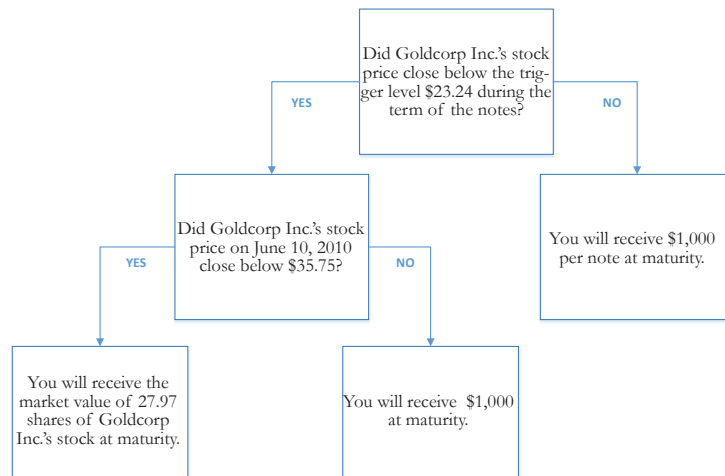 Did Goldcorp Inc.'s stock
price close below the trig-
ger level $23.24 during the
term of the notes?
YES
NO
Did Goldcorp Inc.'s stock
price on June 10, 2010
close below $35.75?
You will receive $1,000
per note at maturity.
YES
NO
You will receive the
market value of 27.97
shares of Goldcorp
Inc.'s stock at maturity.
You will receive $1,000
at maturity.